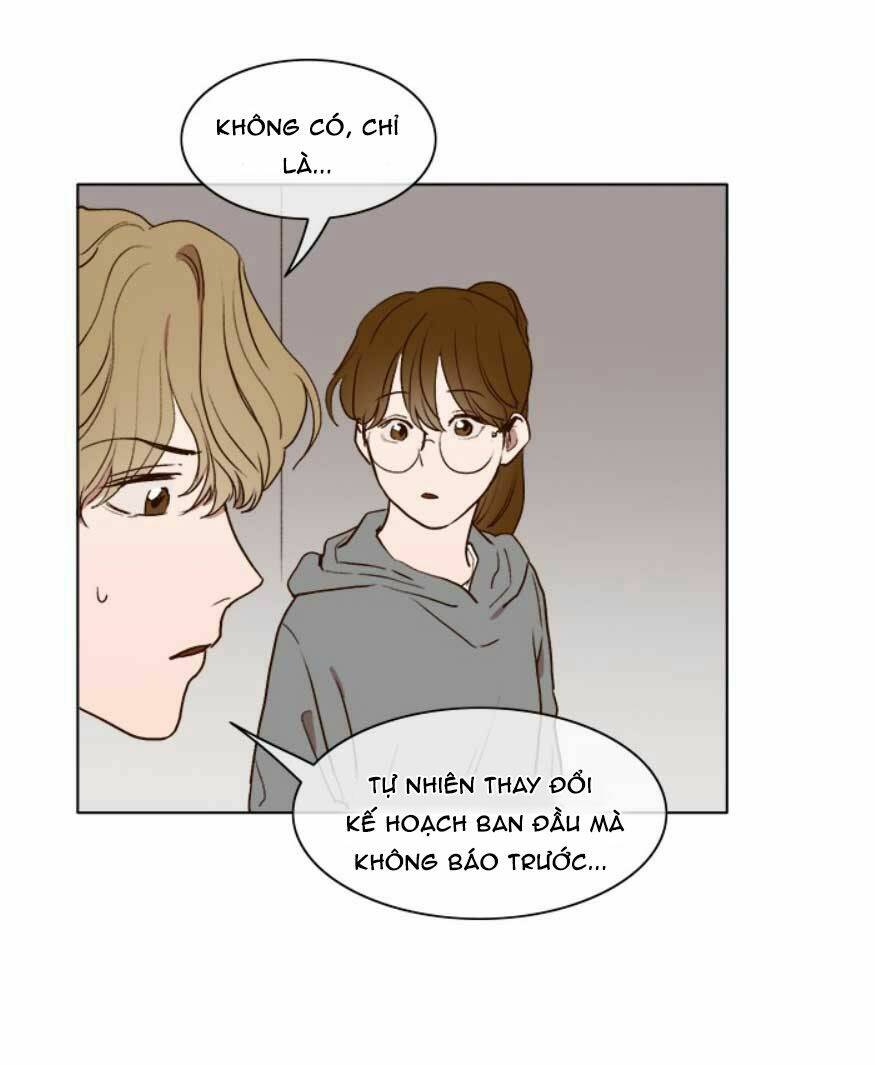 KHÔNG CÓ, CHỈ
LÀ...
TỰ NHIÊN THAY ĐỔI
KẾ HOẠCH BAN ĐẦU MÀ
KHÔNG BÁO TRƯỚC...